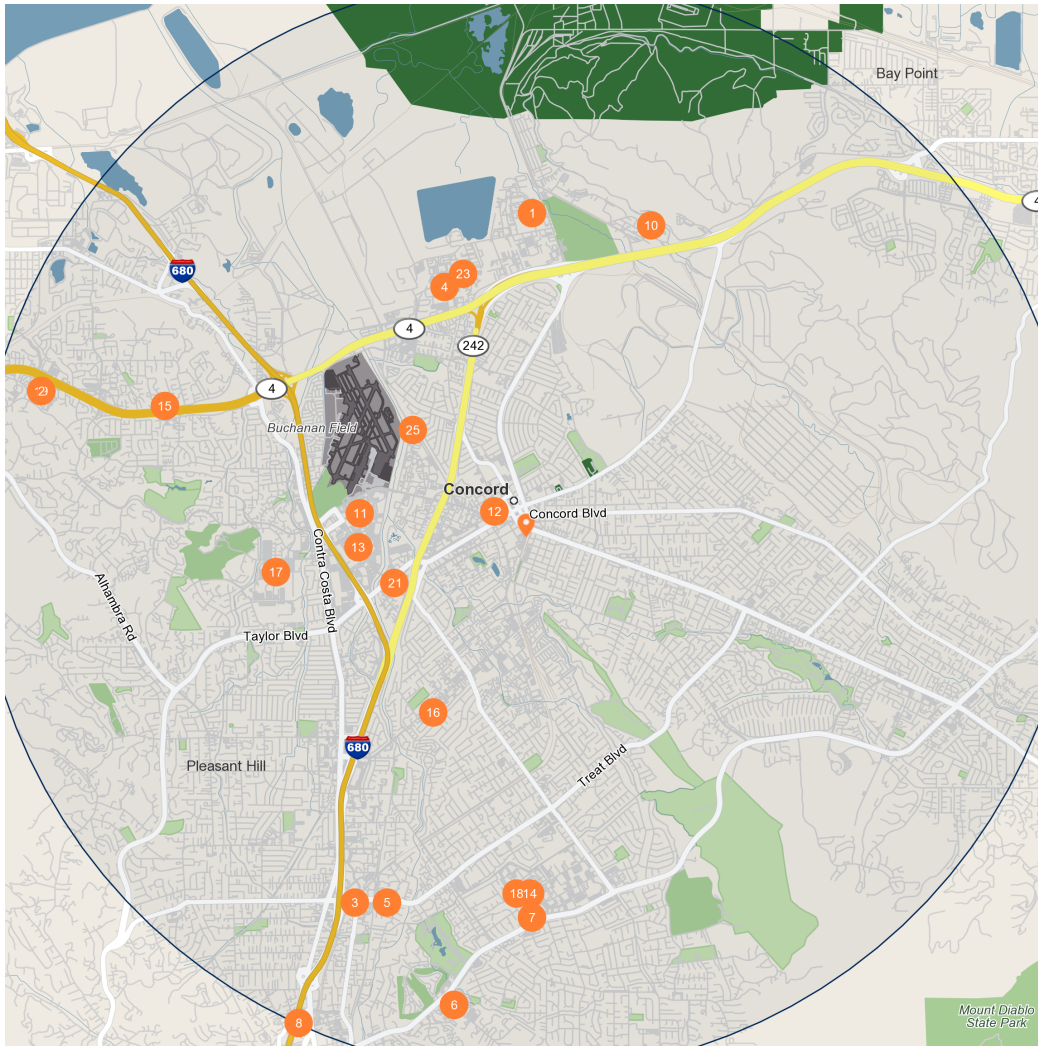 Bay Point
1
10
680
23
4
4
4
242
4
15
25
Buchanan Field
Concord
12
Concord Blvd
11
13
17
21
Contra Costa Blvd
Alhambra Rd
Taylor Blvd
16
680
Pleasant Hill
Treat Blvd
18
14
3
5
7
6
8
Mount Diablo
State Park